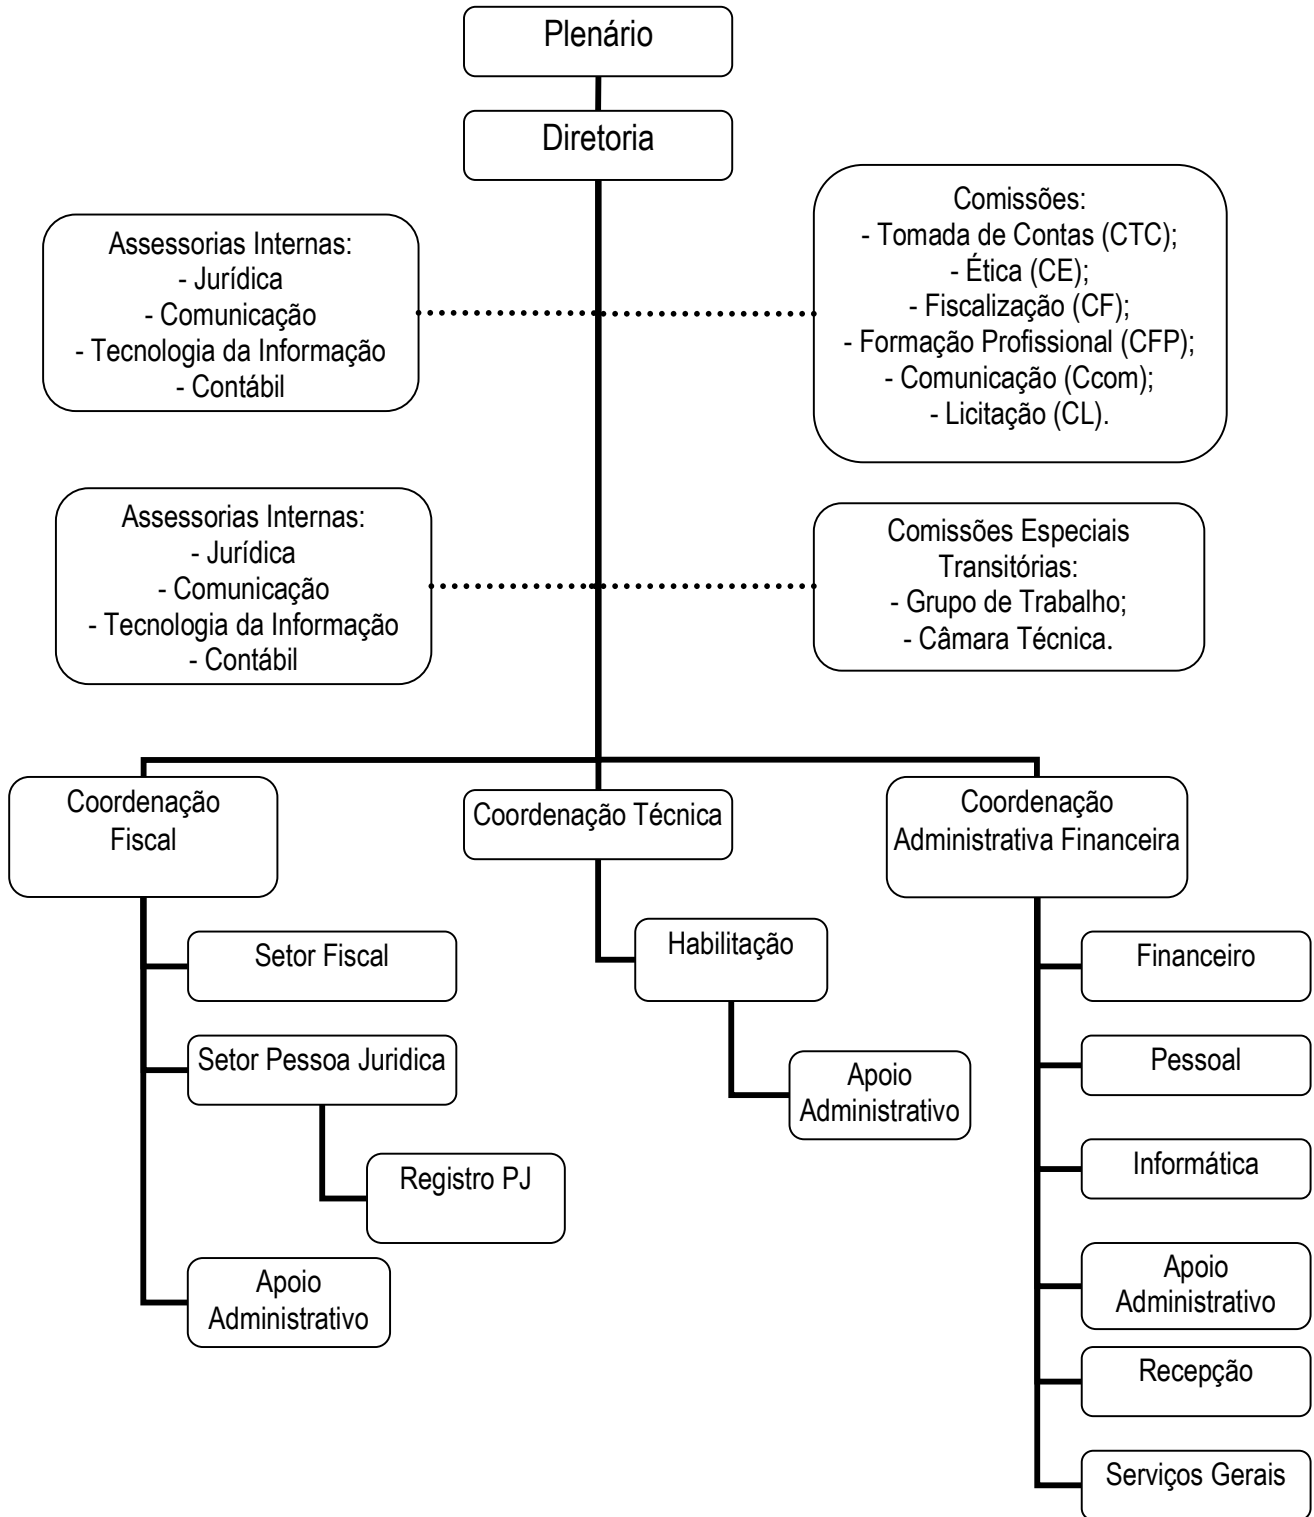 Plenário
Diretoria
Assessorias Internas:
- Jurídica
- Comunicação
- Tecnologia da Informação
- Contábil
Comissões:
- Tomada de Contas (CTC);
- Ética (CE);
- Fiscalização (CF);
- Formação Profissional (CFP);
- Comunicação (Ccom);
- Licitação (CL).
Assessorias Internas:
- Jurídica
- Comunicação
- Tecnologia da Informação
- Contábil
Comissões Especiais
Transitórias:
- Grupo de Trabalho;
- Câmara Técnica.
Coordenação
Fiscal
Coordenação Técnica
Coordenação
Administrativa Financeira
Setor Fiscal
Setor Pessoa Juridica
Registro PJ
Apoio
Administrativo
Habilitação
Apoio
Administrativo
Financeiro
Pessoal
Informática
Apoio
Administrativo
Recepção
Serviços Gerais